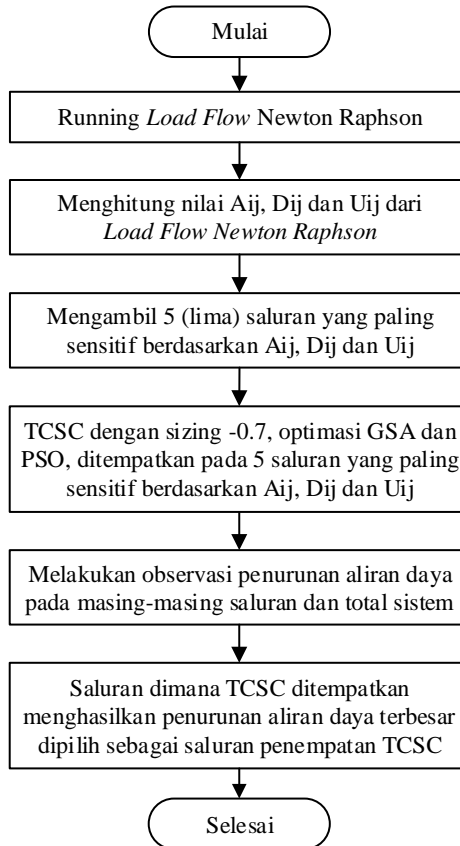 Mulai
Running Load Flow Newton Raphson
Menghitung nilai Aij, Dij dan Uij dari
Load Flow Newton Raphson
Mengambil 5 (lima) saluran yang paling
sensitif berdasarkan Aij, Dij dan Uij
TCSC dengan sizing -0.7, optimasi GSA dan
PSO, ditempatkan pada 5 saluran yang paling
sensitif berdasarkan Aij, Dij dan Uij
Melakukan observasi penurunan aliran daya
pada masing-masing saluran dan total sistem
Saluran dimana TCSC ditempatkan
menghasilkan penurunan aliran daya terbesar
dipilih sebagai saluran penempatan TCSC
Selesai